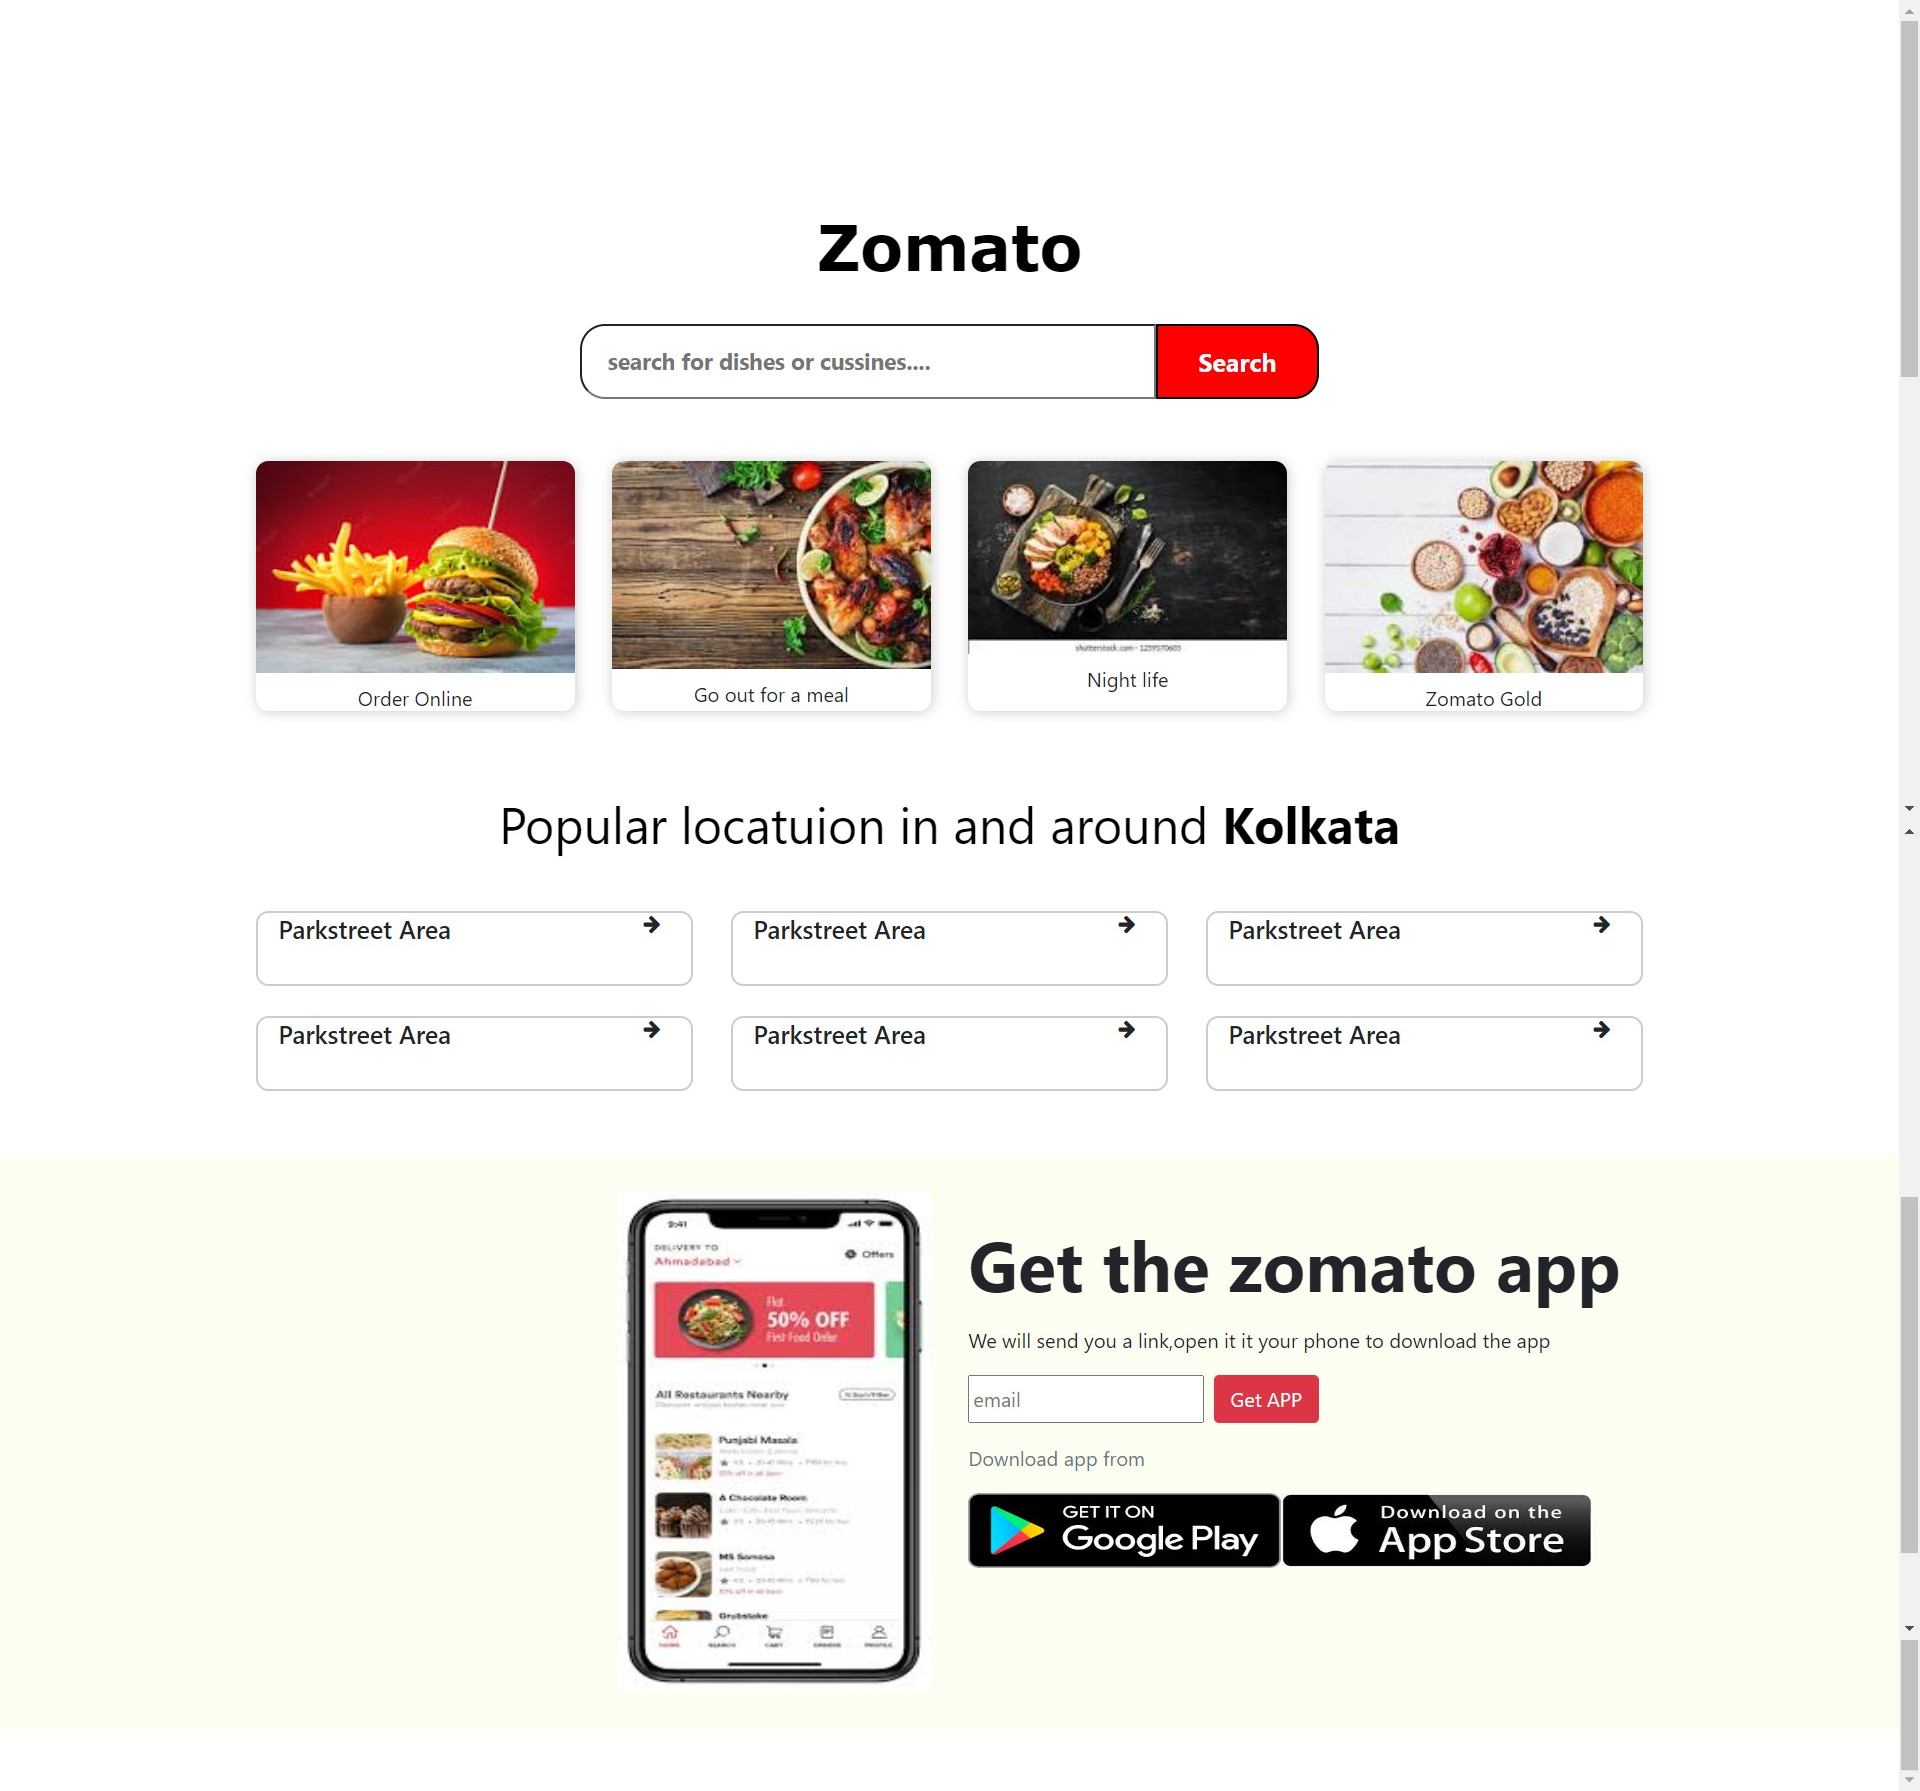 Zomato
search for dishes or cussines....
Search
shutterstock.com · 1259570605
Order Online
Go out for a meal
Night life
Zomato Gold
Popular locatuion in and around Kolkata
Parkstreet Area
Parkstreet Area
Parkstreet Area
Parkstreet Area
Parkstreet Area
Parkstreet Area
9:41
DELIVERY TO
Ahmadabad
Offers
Flat
50% OFF
First Food Order
All Restaurants Nearby
Punjabi Masala
A Chocolate Room
MS Samosa
Grubstake
HOME
SEARCH
CART
ORDERS
PROFILE
Get the zomato app
We will send you a link,open it it your phone to download the app
email
Get APP
Download app from
GET IT ON
Google Play
Download on the
App Store